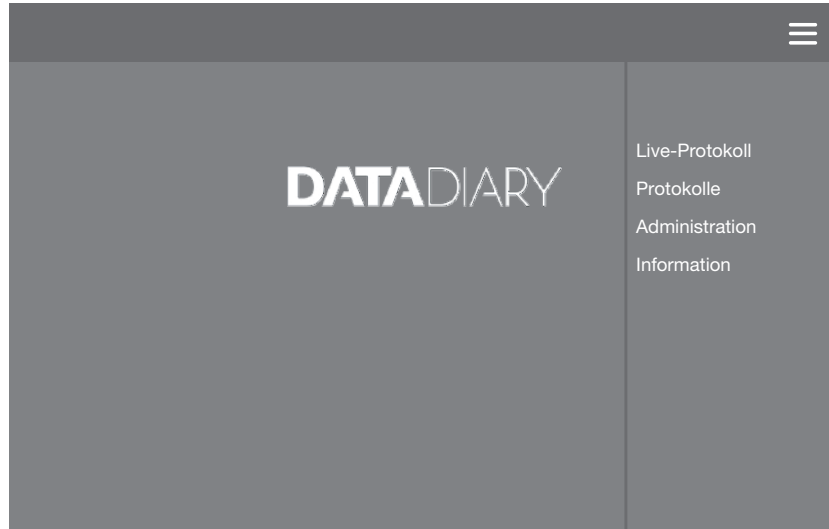 DATADIARY
Live-Protokoll
Protokolle
Administration
Information